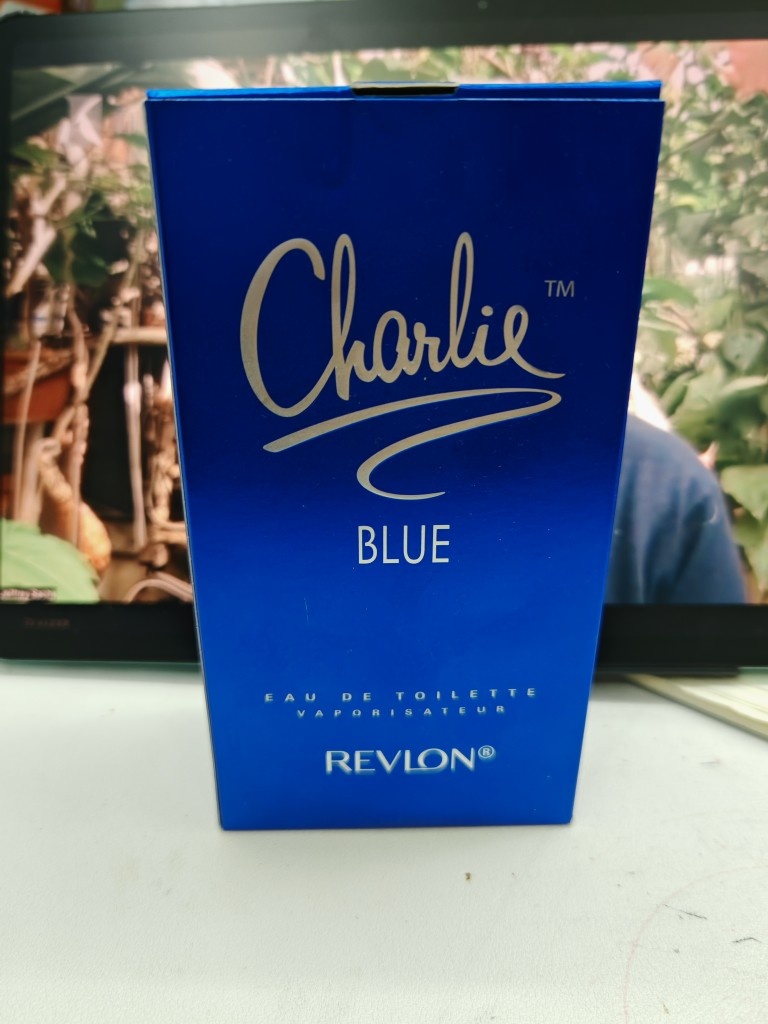 Charlie™
BLUE
EAU DE TOILETTE
VAPORISATEUR
REVLON®